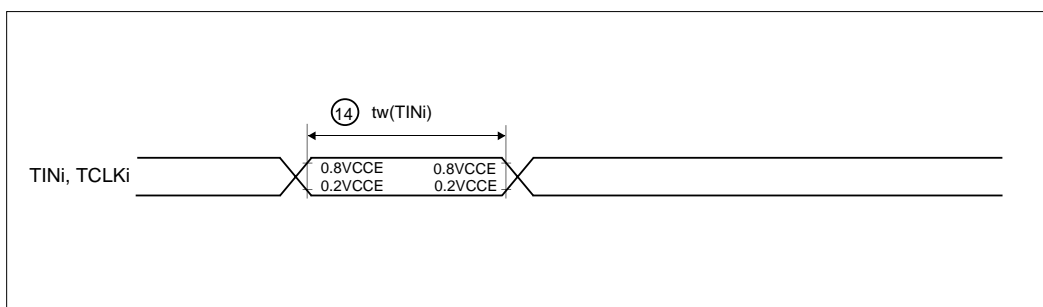 14 tw(TINi)
TINi, TCLKi
0.8VCCE 0.8VCCE
0.2VCCE 0.2VCCE